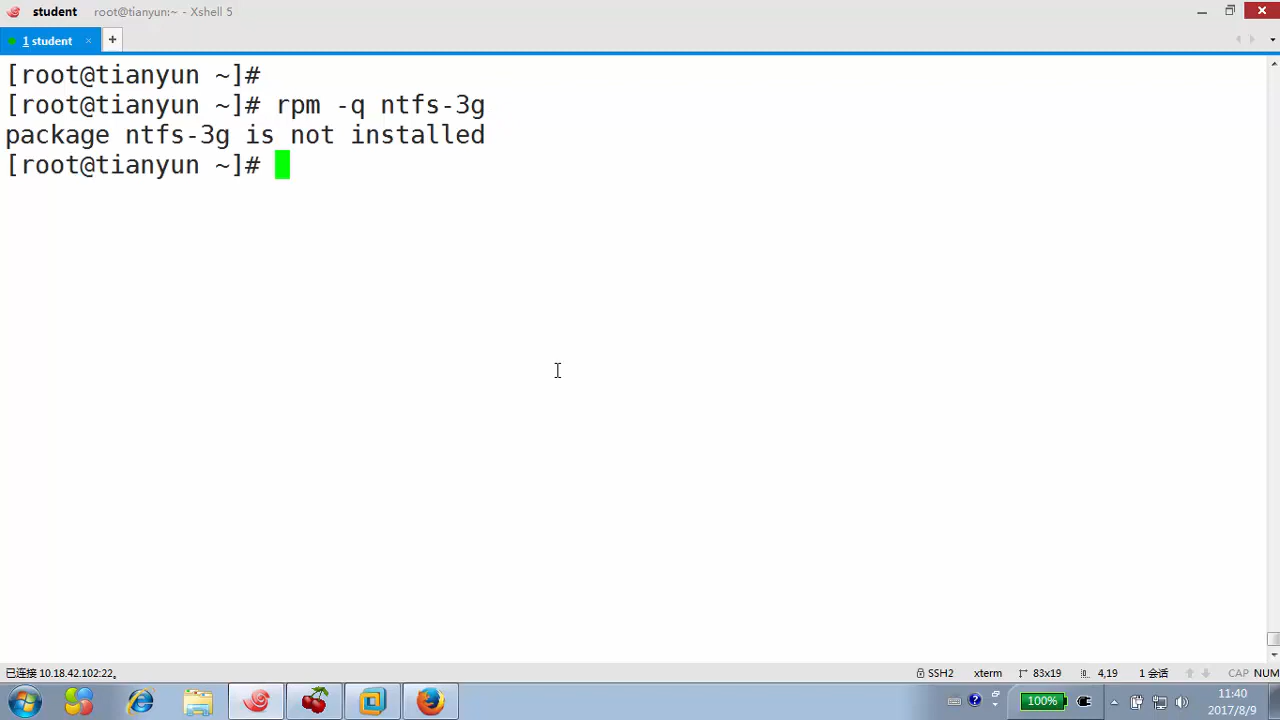 student root@tianyun:~ - Xshell 5
1 student
[root@tianyun ~]#
[root@tianyun ~]# rpm -q ntfs-3g
package ntfs-3g is not installed
[root@tianyun ~]#
已连接 10.18.42.102:22。 SSH2 xterm 83x19 4,19 1 会话 CAP NUM
100% 11:40
2017/8/9